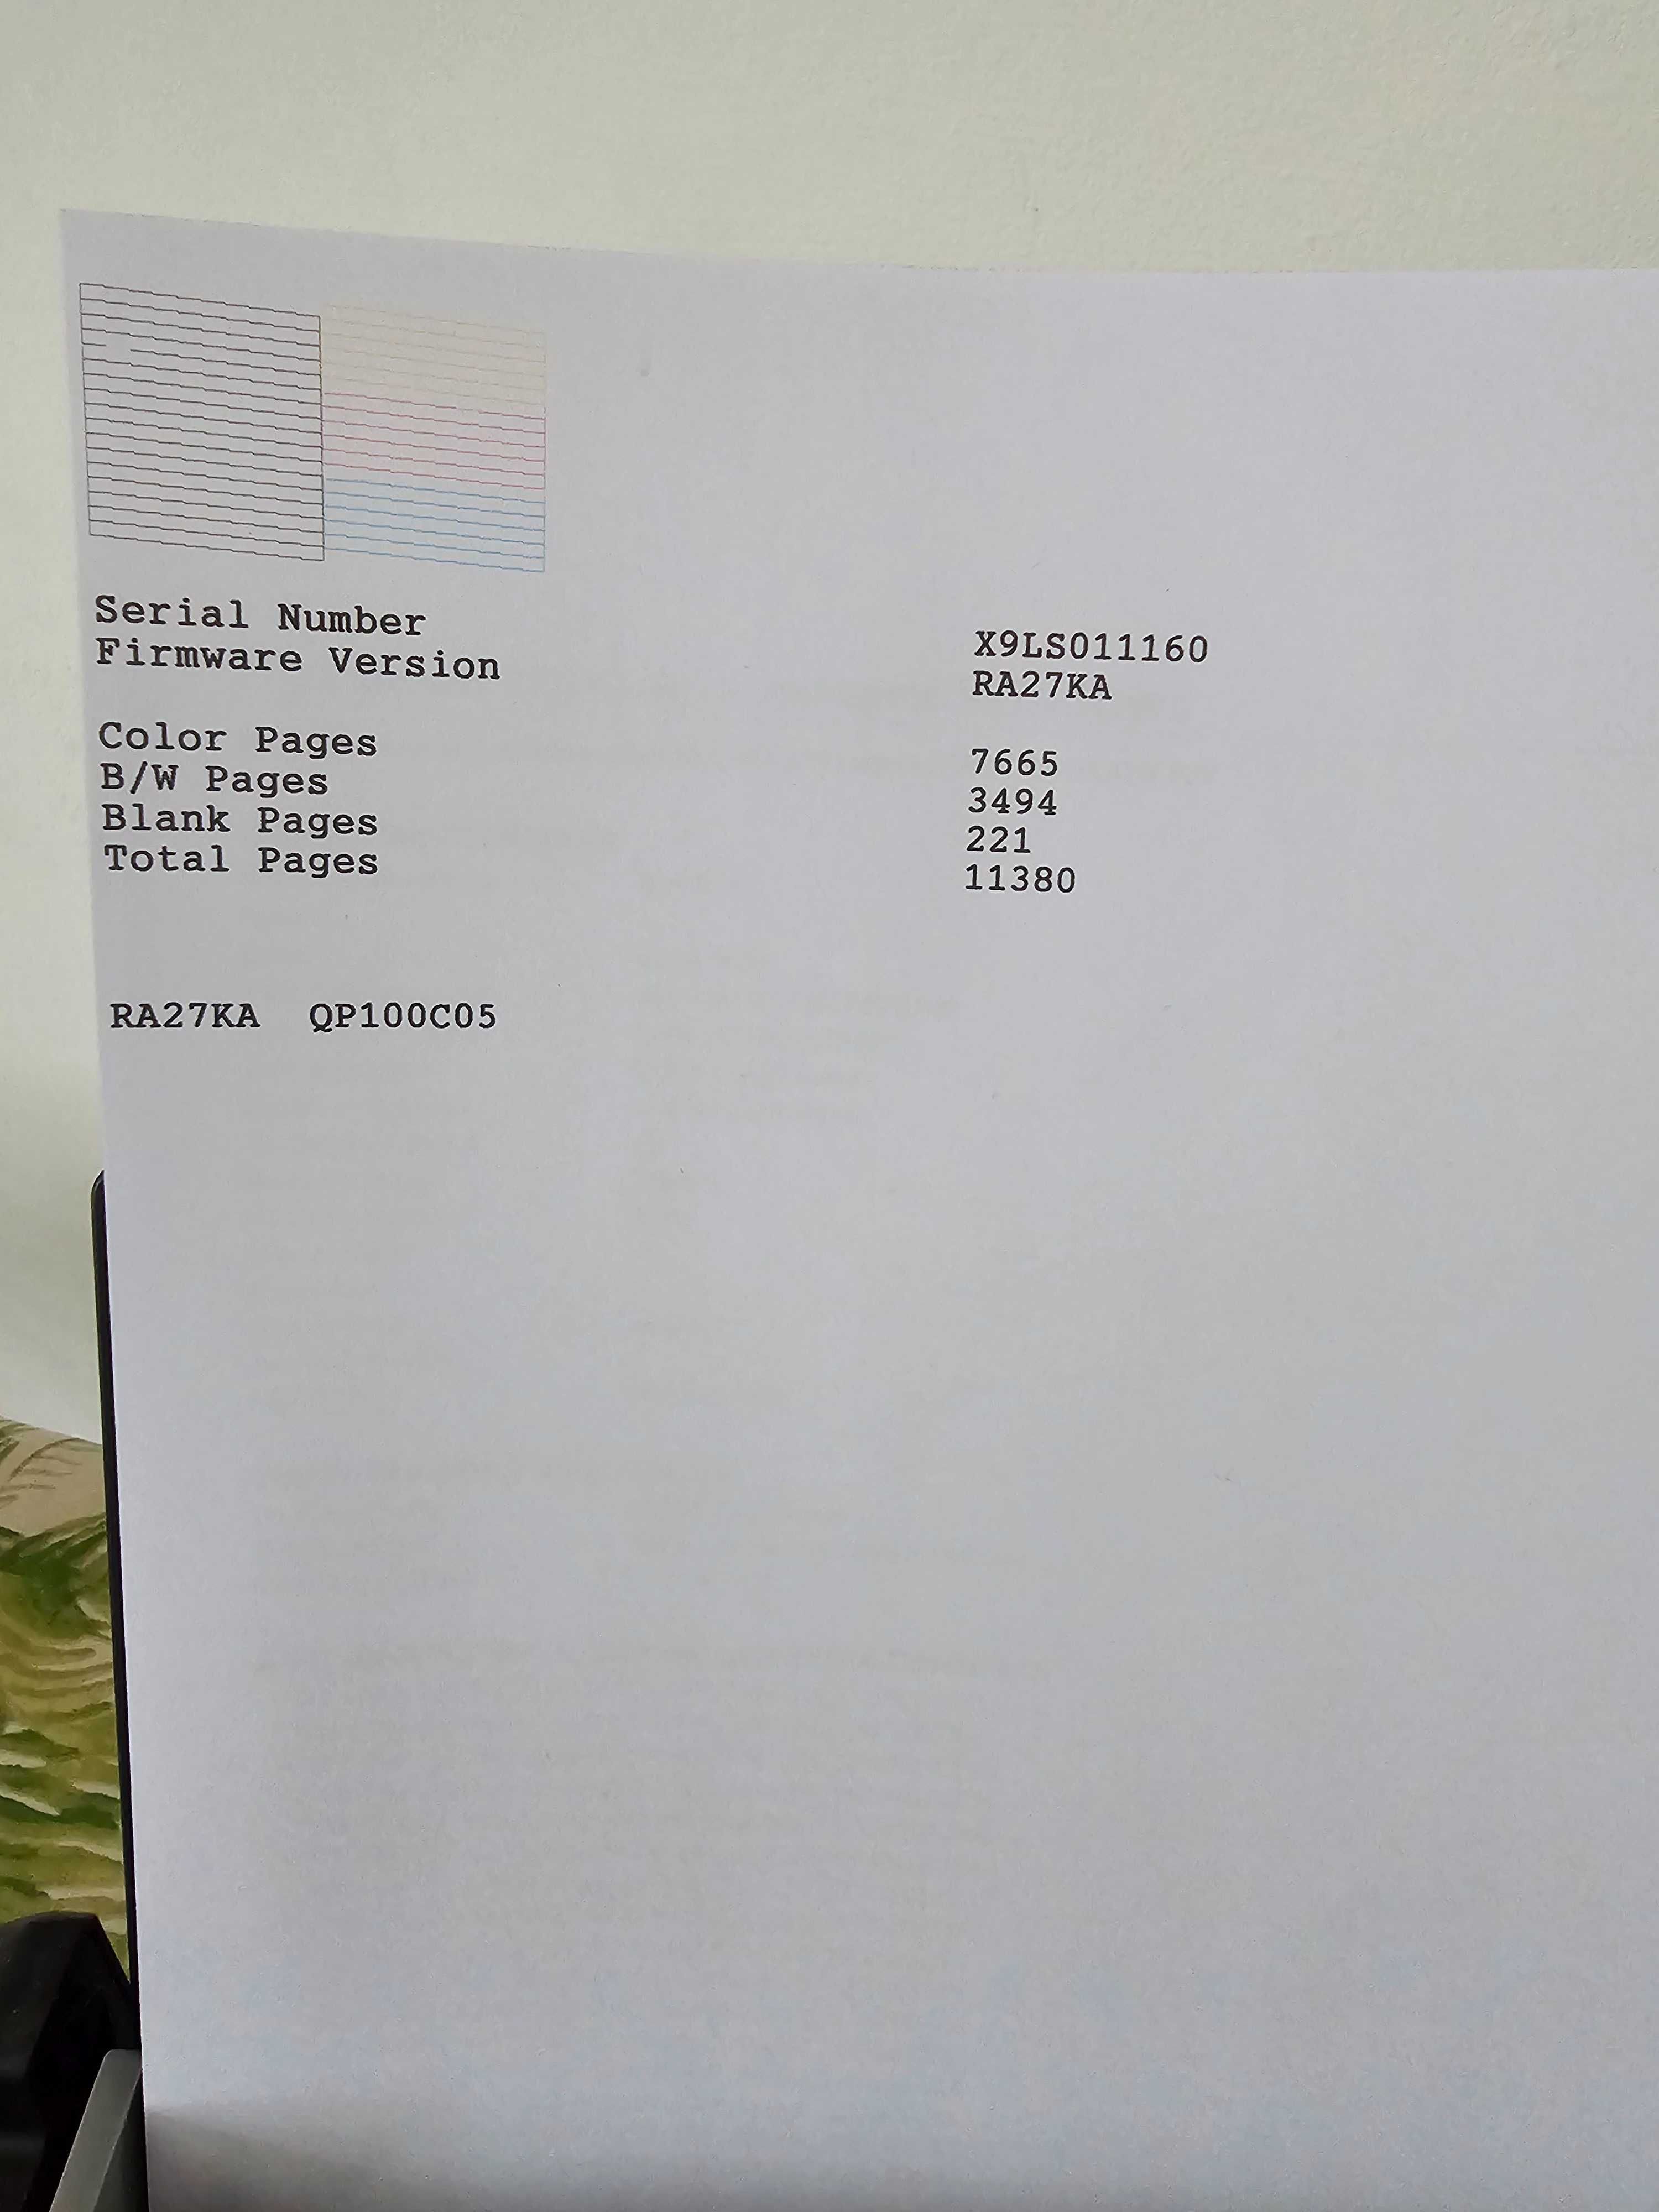 Serial Number X9LS011160
Firmware Version RA27KA
Color Pages 7665
B/W Pages 3494
Blank Pages 221
Total Pages 11380
RA27KA QP100C05